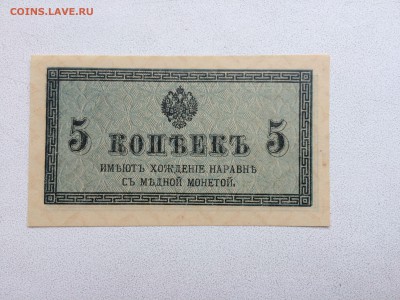 COINS.LAVE.RU
5 КОПѢЕКЪ 5
ИМѢЮТЪ ХОЖДЕНІЕ НАРАВНѢ
СЪ МѢДНОЙ МОНЕТОЙ.